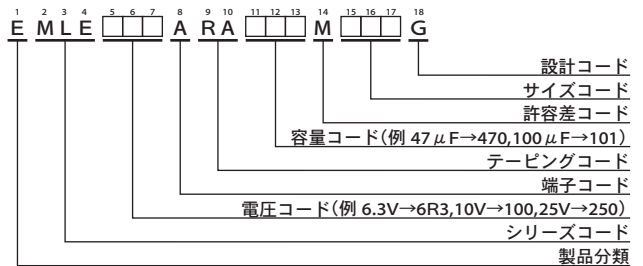 1 2 3 4 5 6 7 8 9 10 11 12 13 14 15 16 17 18
E M L E □□□ A R A □□□ M □□□ G
設計コード
サイズコード
許容差コード
容量コード(例 47μF→470,100μF→101)
テーピングコード
端子コード
電圧コード(例 6.3V→6R3,10V→100,25V→250)
シリーズコード
製品分類